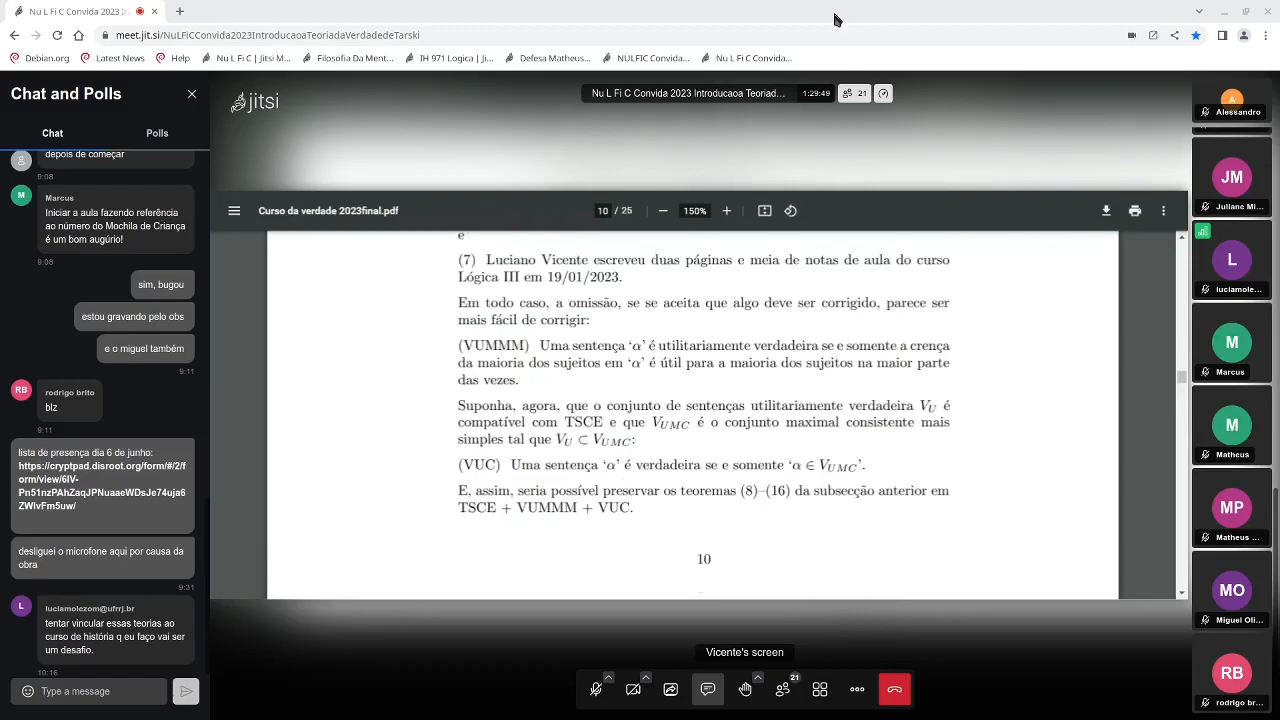 Nu L Fi C Convida 2023 I
meet.jit.si/NuLFiCConvida2023IntroducaoaTeoriadaVerdadedeTarski
Debian.org
Latest News
Help
Nu L F i C | Jitsi M...
Filosofia Da Ment...
IH 971 Logica | Ji...
Defesa Matheus...
NULFIC Convida...
Nu L F i C Convida...
Chat and Polls
Chat
Polls
depois de começar
9:08
M
Marcus
Iniciar a aula fazendo referência
ao número do Mochila de Criança
é um bom augúrio!
9:08
sim, bugou
estou gravando pelo obs
e o miguel também
9:11
RB
rodrigo brito
blz
9:11
lista de presença dia 6 de junho:
https://cryptpad.disroot.org/form/#/2/f
orm/view/6IV-
Pn51nzPAhZaqJPNuaaeWDsJe74uja6
ZWlvFm5uw/
desliguei o microfone aqui por causa da
obra
9:31
L
luciamolezom@ufrrj.br
tentar vincular essas teorias ao
curso de história q eu faço vai ser
um desafio.
10:16
Type a message
jitsi
Nu L Fi C Convida 2023 Introducaoa Teoriad...
1:29:49
21
Curso da verdade 2023final.pdf
10 / 25
150%
e
(7) Luciano Vicente escreveu duas páginas e meia de notas de aula do curso
Lógica III em 19/01/2023.
Em todo caso, a omissão, se se aceita que algo deve ser corrigido, parece ser
mais fácil de corrigir:
(VUMMM) Uma sentença ‘α’ é utilitariamente verdadeira se e somente a crença
da maioria dos sujeitos em ‘α’ é útil para a maioria dos sujeitos na maior parte
das vezes.
Suponha, agora, que o conjunto de sentenças utilitariamente verdadeira V_U é
compatível com TSCE e que V_UMC é o conjunto maximal consistente mais
simples tal que V_U ⊂ V_UMC:
(VUC) Uma sentença ‘α’ é verdadeira se e somente ‘α ∈ V_UMC’.
E, assim, seria possível preservar os teoremas (8)–(16) da subsecção anterior em
TSCE + VUMMM + VUC.
10
Vicente's screen
21
A
Alessandro
JM
Juliane Mi...
L
luciamole...
M
Marcus
M
Matheus
MP
Matheus ...
MO
Miguel Oli...
RB
rodrigo br...